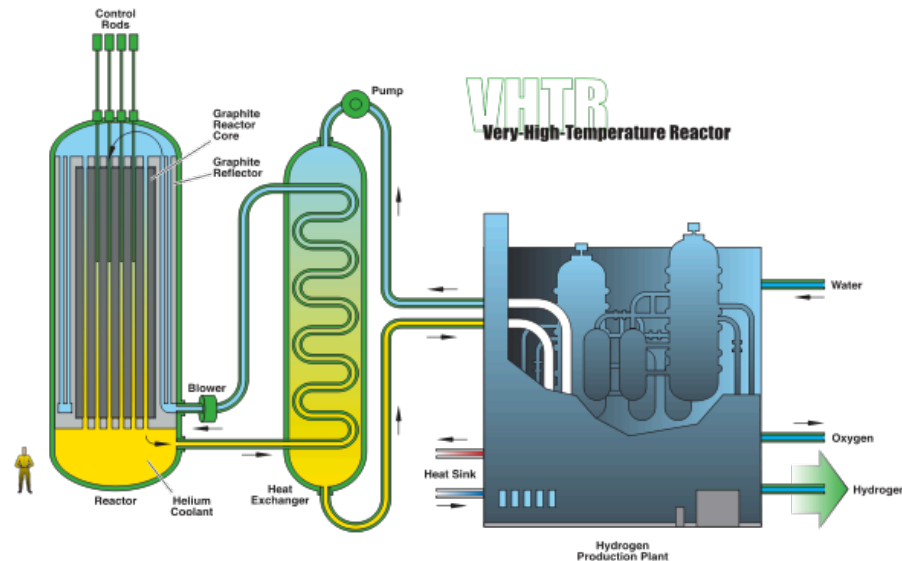 Control
Rods
Graphite
Reactor
Core
Graphite
Reflector
Pump
VHTR
Very-High-Temperature Reactor
Water
Blower
Oxygen
Heat Sink
Hydrogen
Reactor
Helium
Coolant
Heat
Exchanger
Hydrogen
Production Plant